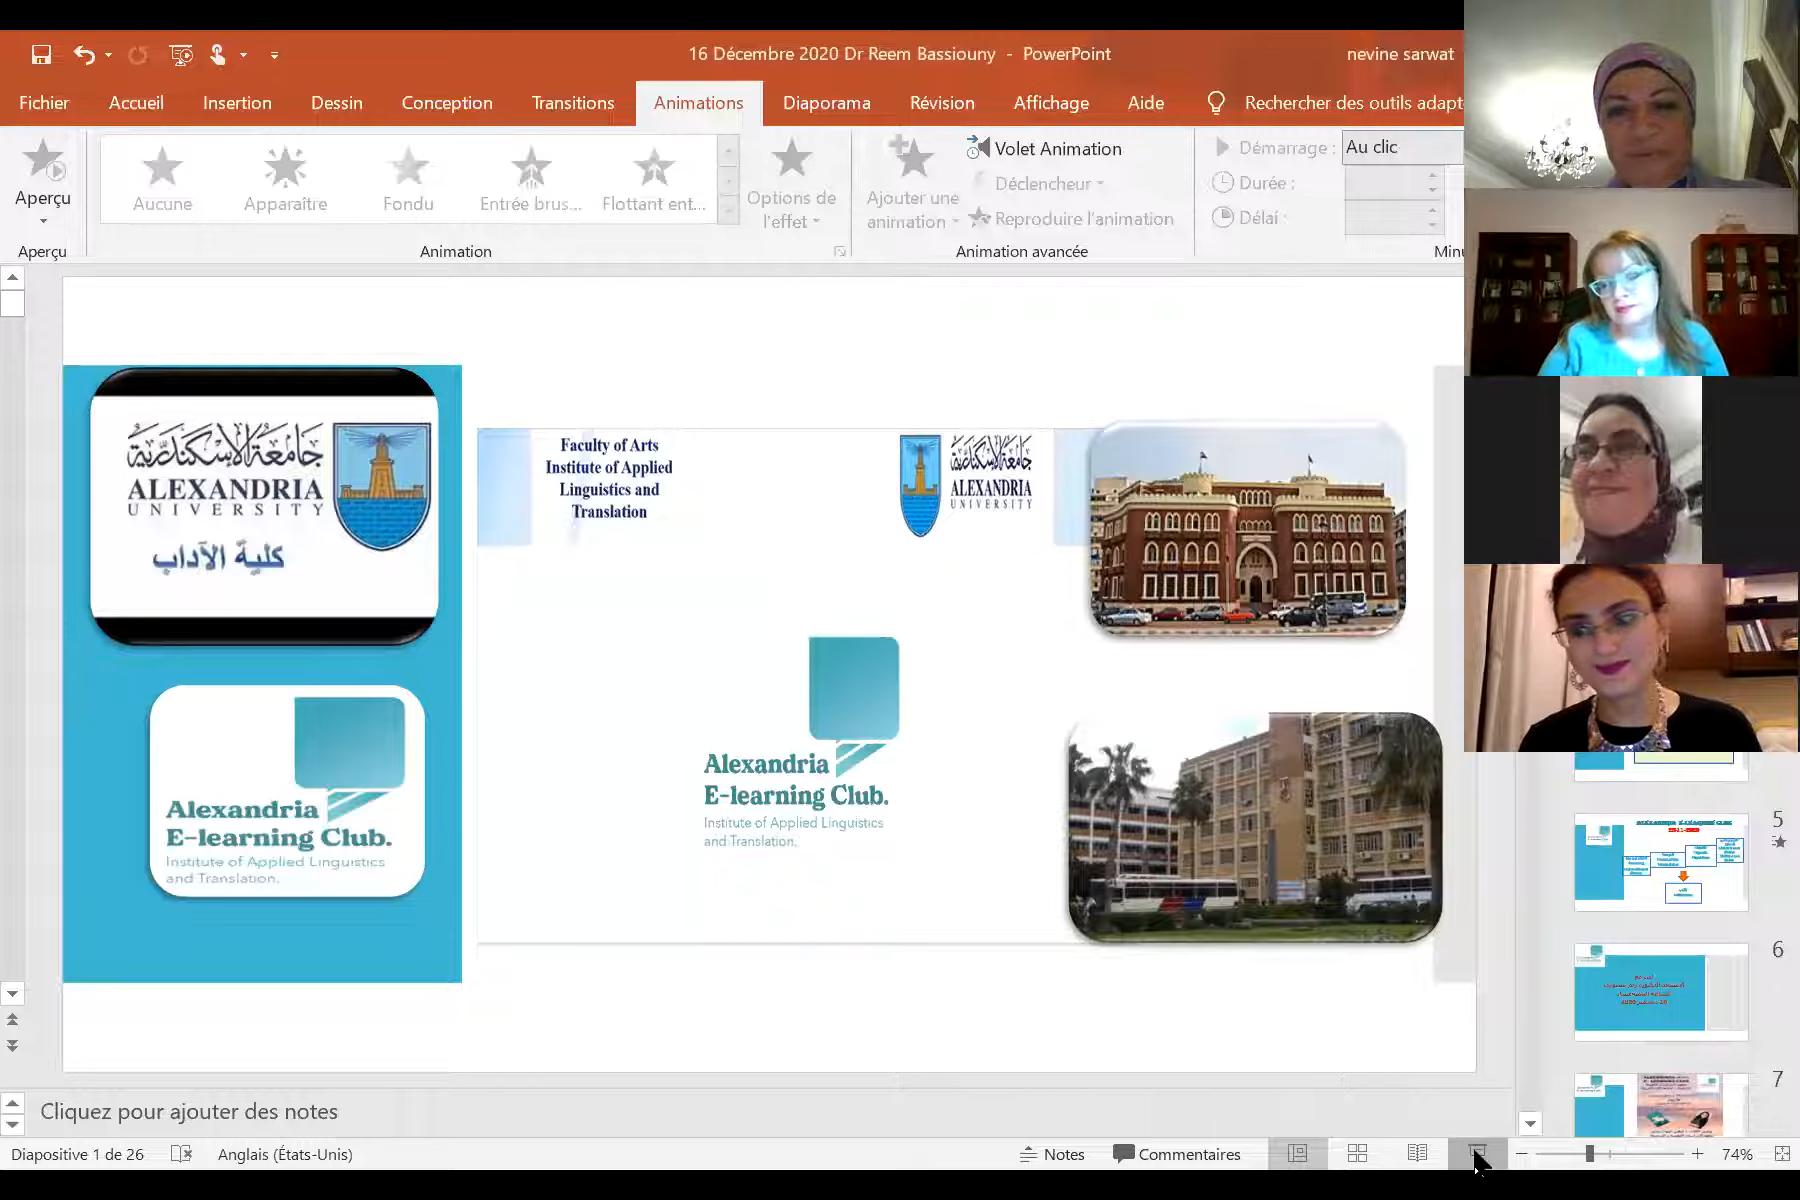 16 Décembre 2020 Dr Reem Bassiouny - PowerPoint
nevine sarwat
Fichier
Accueil
Insertion
Dessin
Conception
Transitions
Animations
Diaporama
Révision
Affichage
Aide
Rechercher des outils adapt
Aperçu
Aucune
Apparaître
Fondu
Entrée brus...
Flottant ent...
Options de
l'effet
Ajouter une
animation
Volet Animation
Déclencheur
Reproduire l'animation
Démarrage :
Au clic
Durée :
Délai :
Aperçu
Animation
Animation avancée
Minu
جامعة الإسكندرية
ALEXANDRIA
UNIVERSITY
كلية الآداب
Alexandria
E-learning Club.
Institute of Applied Linguistics
and Translation.
Faculty of Arts
Institute of Applied
Linguistics and
Translation
جامعة الإسكندرية
ALEXANDRIA
UNIVERSITY
Alexandria
E-learning Club.
Institute of Applied Linguistics
and Translation.
5
6
7
Cliquez pour ajouter des notes
Diapositive 1 de 26
Anglais (États-Unis)
Notes
Commentaires
74%